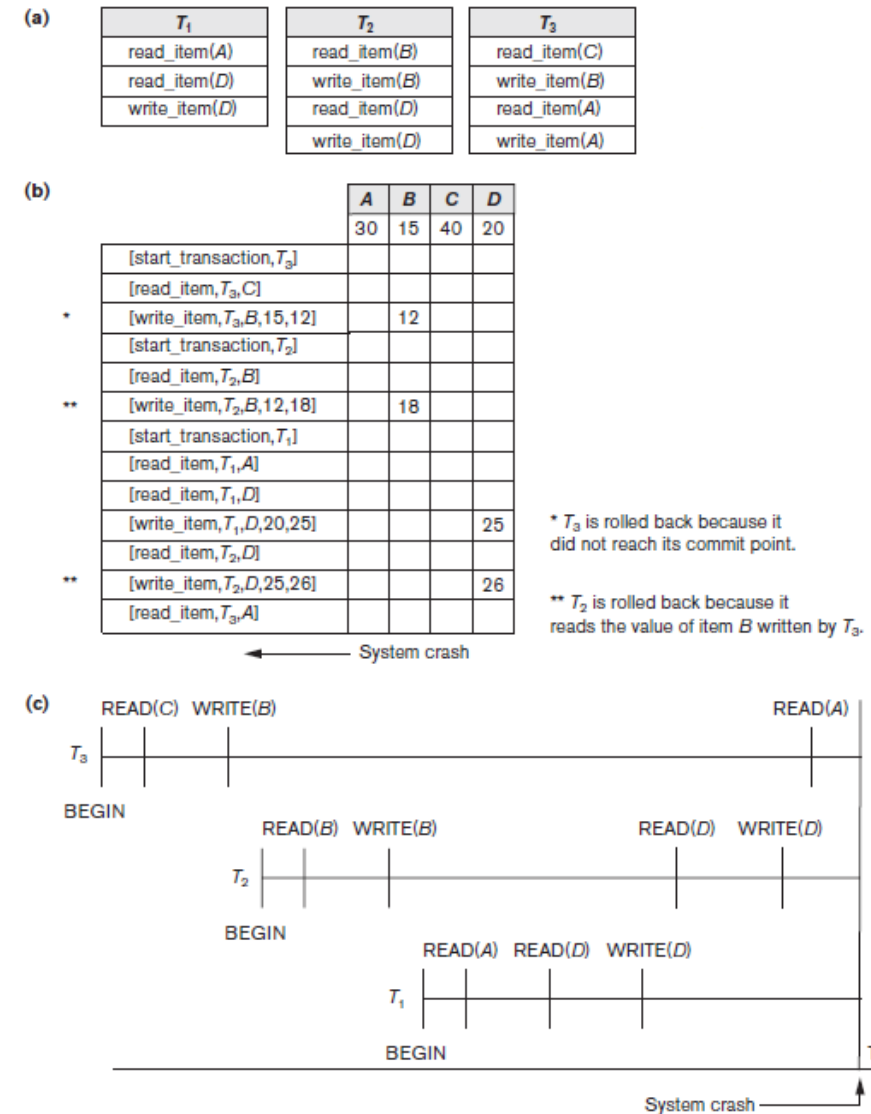 (a)
T1 T2 T3
read_item(A) read_item(B) read_item(C)
read_item(D) write_item(B) write_item(B)
write_item(D) read_item(D) read_item(A)
write_item(D) write_item(A)
(b)
A B C D
30 15 40 20
[start_transaction,T3]
[read_item,T3,C]
* [write_item,T3,B,15,12] 12
[start_transaction,T2]
[read_item,T2,B]
** [write_item,T2,B,12,18] 18
[start_transaction,T1]
[read_item,T1,A]
[read_item,T1,D]
[write_item,T1,D,20,25] 25
[read_item,T2,D]
** [write_item,T2,D,25,26] 26
[read_item,T3,A]
* T3 is rolled back because it
did not reach its commit point.
** T2 is rolled back because it
reads the value of item B written by T3.
System crash
(c)
READ(C) WRITE(B) READ(A)
T3
BEGIN
READ(B) WRITE(B) READ(D) WRITE(D)
T2
BEGIN
READ(A) READ(D) WRITE(D)
T1
BEGIN
System crash